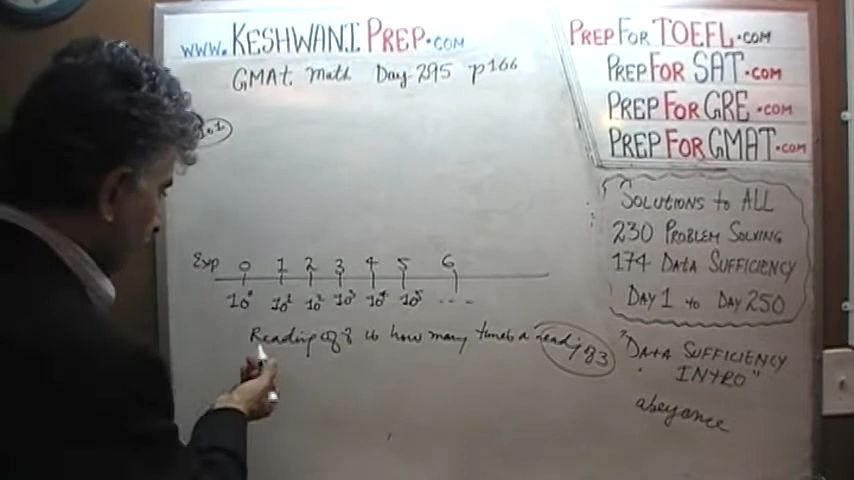 www.KESHWANI PREP.com
GMAT Math Day 295 p166
Exp 0 1 2 3 4 5 6
10⁰ 10¹ 10² 10³ 10⁴ 10⁵ ...
Reading of 8 is how many times a reading of 3
PREP FOR TOEFL.com
PREP FOR SAT.com
PREP FOR GRE.com
PREP FOR GMAT.com
SOLUTIONS to ALL
230 PROBLEM SOLVING
174 DATA SUFFICIENCY
DAY 1 to DAY 250
"DATA SUFFICIENCY
INTRO"
abeyance